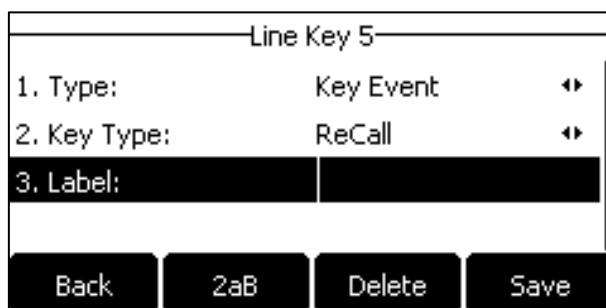 Line Key 5
1. Type: Key Event
2. Key Type: ReCall
3. Label:
Back 2aB Delete Save